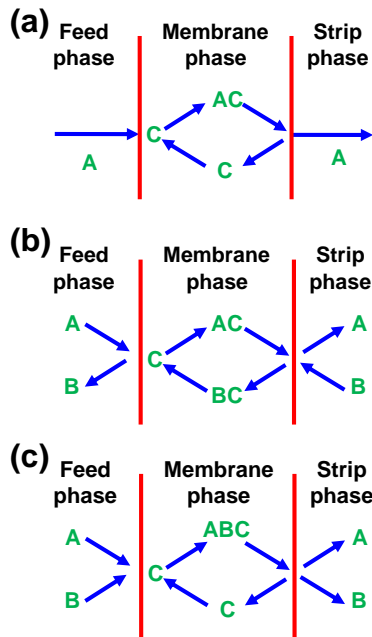 (a)
Feed Membrane Strip
phase phase phase
AC
C
A C A
(b)
Feed Membrane Strip
phase phase phase
A AC A
C
B BC B
(c)
Feed Membrane Strip
phase phase phase
A ABC A
C
B C B